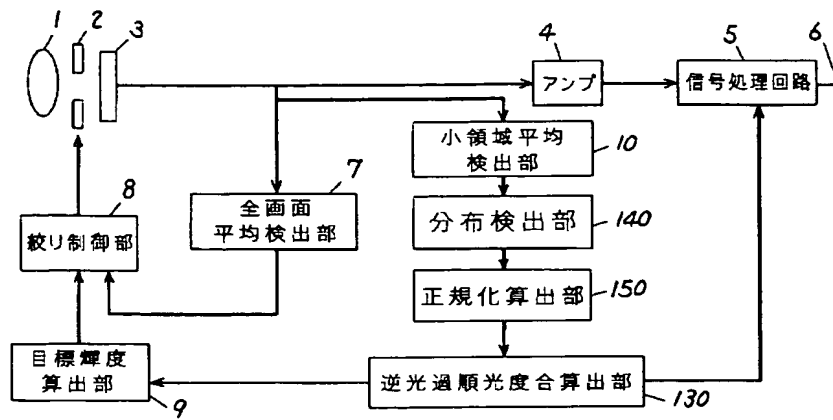 1
2
3
4
5
6
アンプ
信号処理回路
小領域平均
検出部
10
7
全画面
平均検出部
8
絞り制御部
分布検出部
140
正規化算出部
150
目標輝度
算出部
9
逆光過順光度合算出部
130